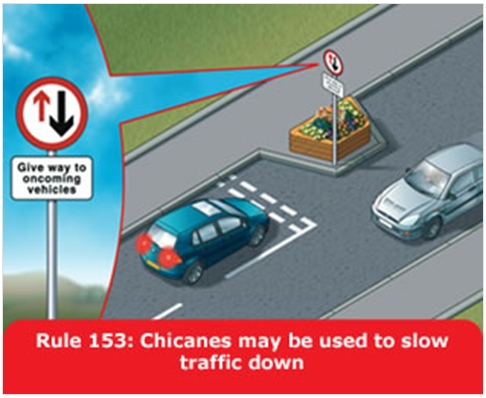 Give way to
oncoming
vehicles
Rule 153: Chicanes may be used to slow
traffic down